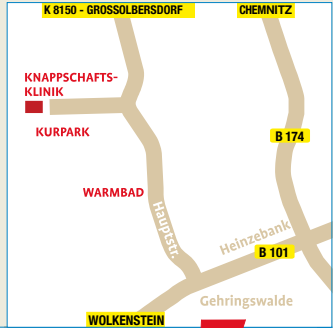 K 8150 - GROSSOLBERSDORF
CHEMNITZ
KNAPPSCHAFTS-
KLINIK
KURPARK
B 174
WARMBAD
Hauptstr.
Heinzebank
B 101
Gehringswalde
WOLKENSTEIN